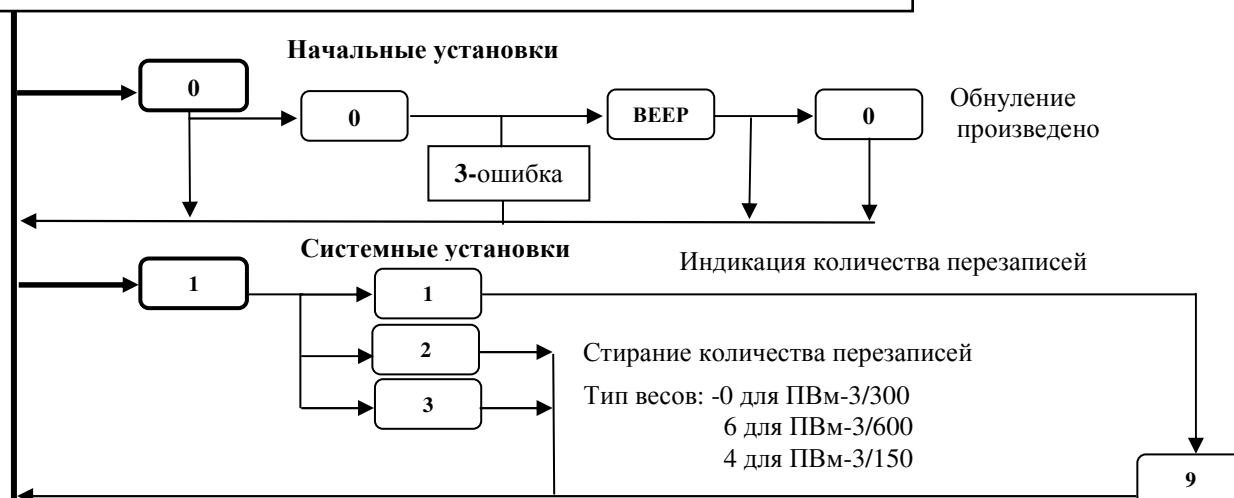 Начальные установки
0
0
BEEP
0
Обнуление
произведено
3-ошибка
Системные установки
Индикация количества перезаписей
1
1
2
Стирание количества перезаписей
3
Тип весов: -0 для ПВм-3/300
6 для ПВм-3/600
4 для ПВм-3/150
9